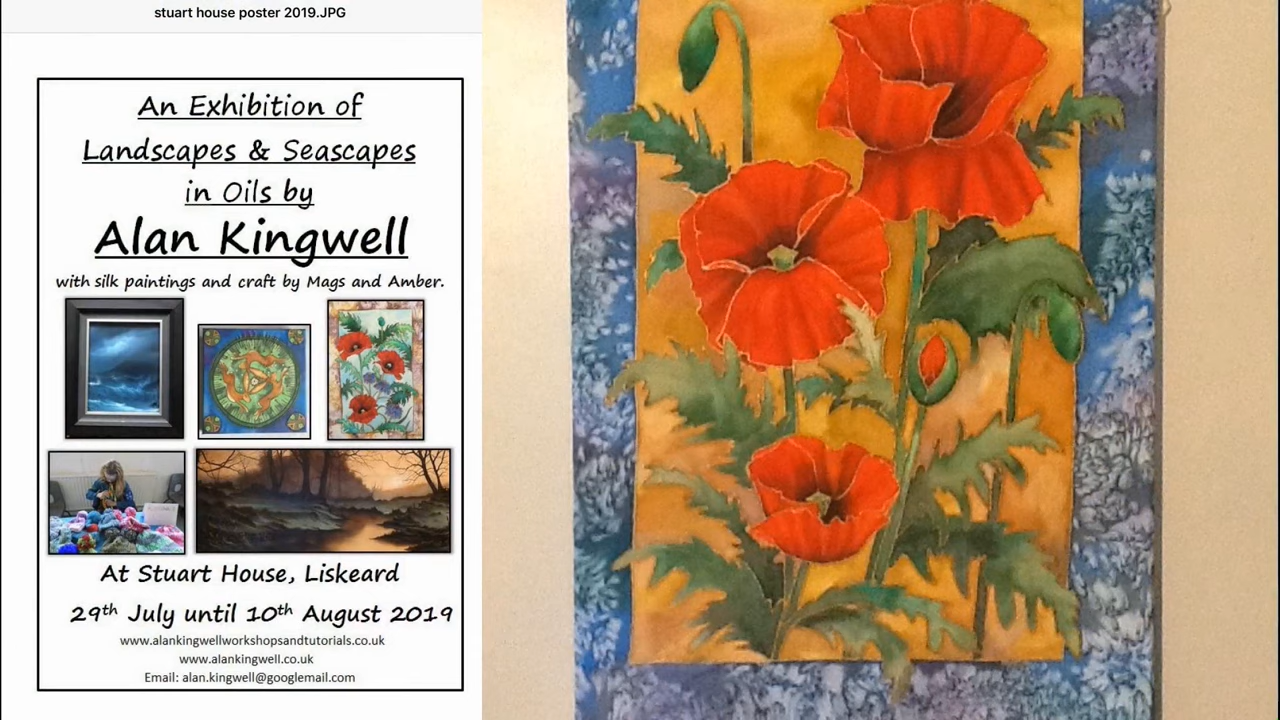 stuart house poster 2019.JPG
An Exhibition of
Landscapes & Seascapes
in Oils by
Alan Kingwell
with silk paintings and craft by Mags and Amber.
At Stuart House, Liskeard
29th July until 10th August 2019
www.alankingwellworkshopsandtutorials.co.uk
www.alankingwell.co.uk
Email: alan.kingwell@googlemail.com